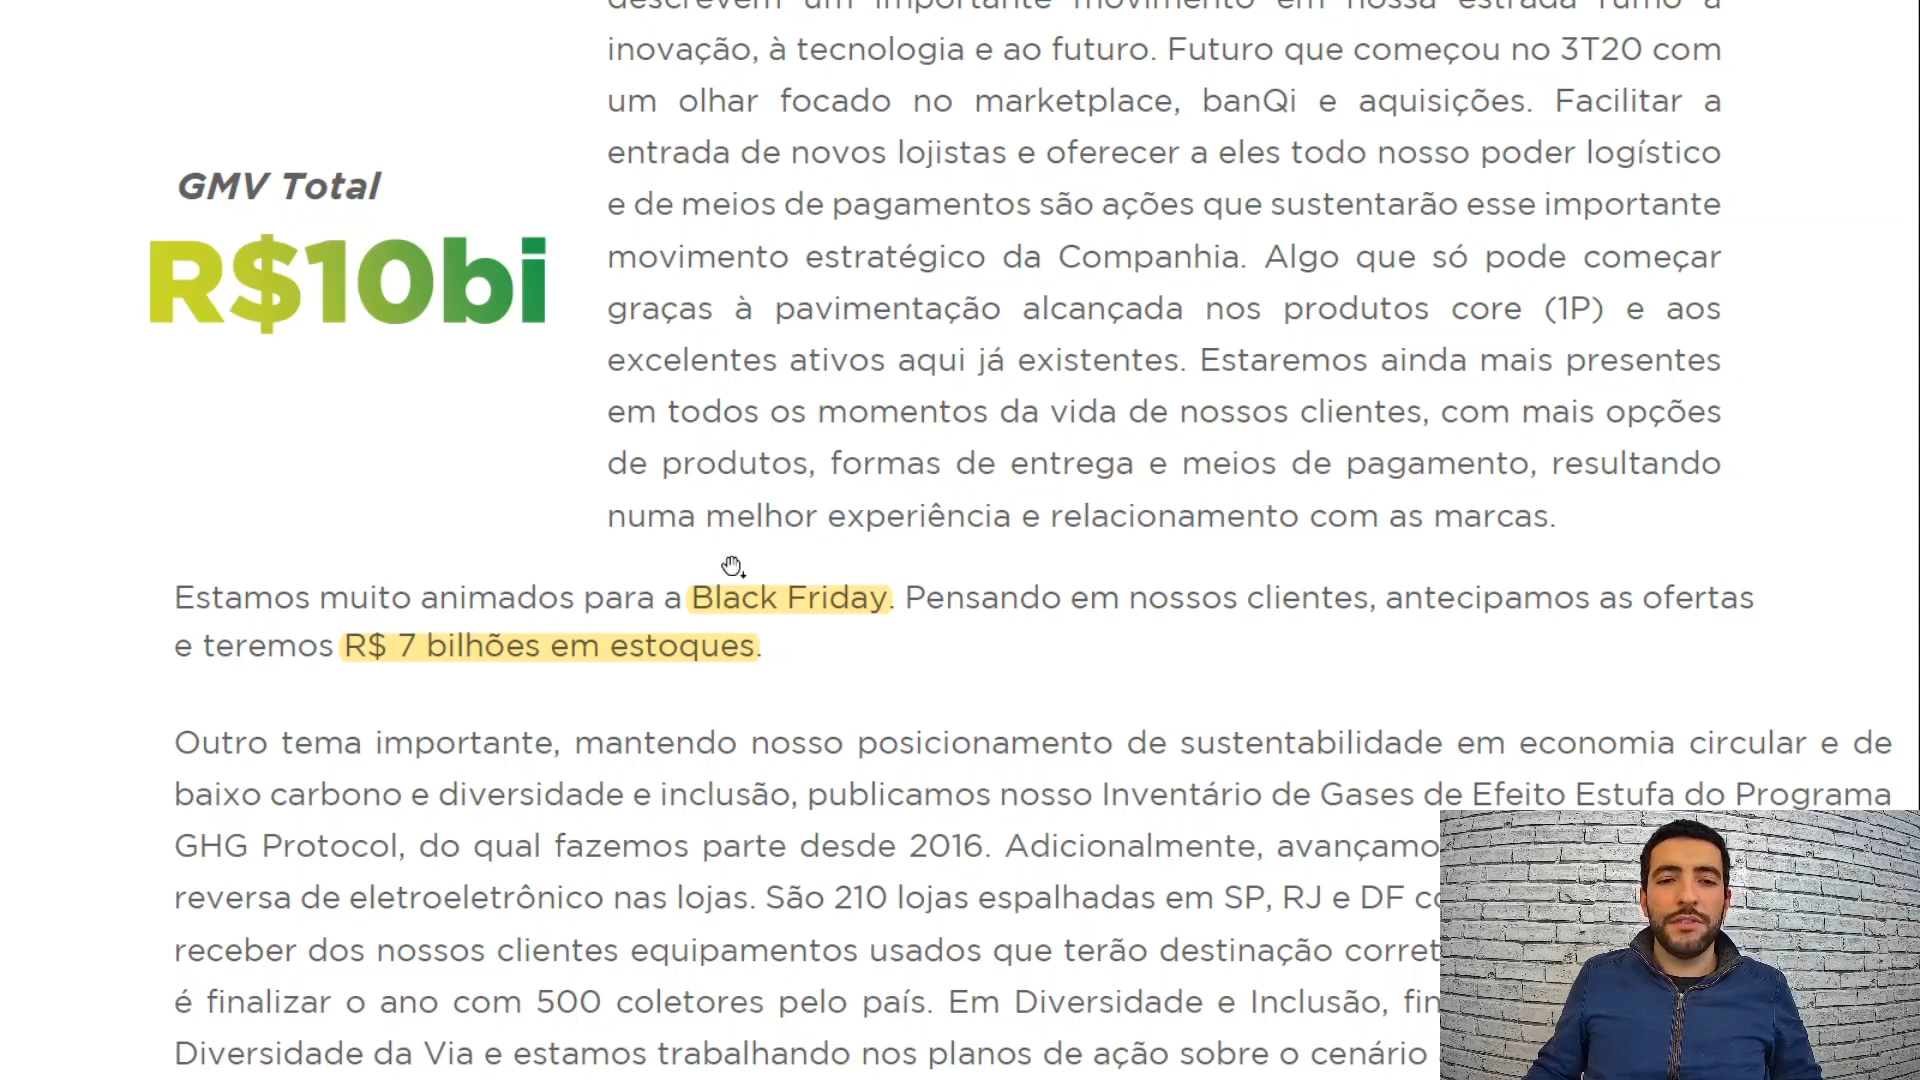 descrevem um importante movimento em nossa estrada rumo à
inovação, à tecnologia e ao futuro. Futuro que começou no 3T20 com
um olhar focado no marketplace, banQi e aquisições. Facilitar a
entrada de novos lojistas e oferecer a eles todo nosso poder logístico
GMV Total
e de meios de pagamentos são ações que sustentarão esse importante
R$10bi
movimento estratégico da Companhia. Algo que só pode começar
graças à pavimentação alcançada nos produtos core (1P) e aos
excelentes ativos aqui já existentes. Estaremos ainda mais presentes
em todos os momentos da vida de nossos clientes, com mais opções
de produtos, formas de entrega e meios de pagamento, resultando
numa melhor experiência e relacionamento com as marcas.
Estamos muito animados para a Black Friday. Pensando em nossos clientes, antecipamos as ofertas
e teremos R$ 7 bilhões em estoques.
Outro tema importante, mantendo nosso posicionamento de sustentabilidade em economia circular e de
baixo carbono e diversidade e inclusão, publicamos nosso Inventário de Gases de Efeito Estufa do Programa
GHG Protocol, do qual fazemos parte desde 2016. Adicionalmente, avançamo
reversa de eletroeletrônico nas lojas. São 210 lojas espalhadas em SP, RJ e DF co
receber dos nossos clientes equipamentos usados que terão destinação corret
é finalizar o ano com 500 coletores pelo país. Em Diversidade e Inclusão, fin
Diversidade da Via e estamos trabalhando nos planos de ação sobre o cenário